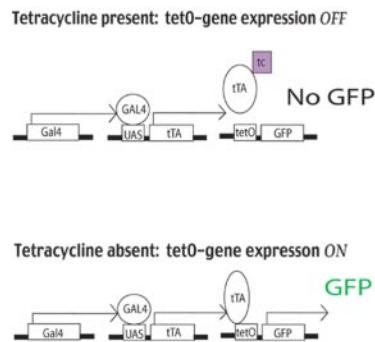 Tetracycline present: tetO-gene expression OFF
tc
tTA
No GFP
GAL4
Gal4 UAS tTA tetO GFP
Tetracycline absent: tetO-gene expresson ON
GFP
tTA
GAL4
Gal4 UAS tTA tetO GFP